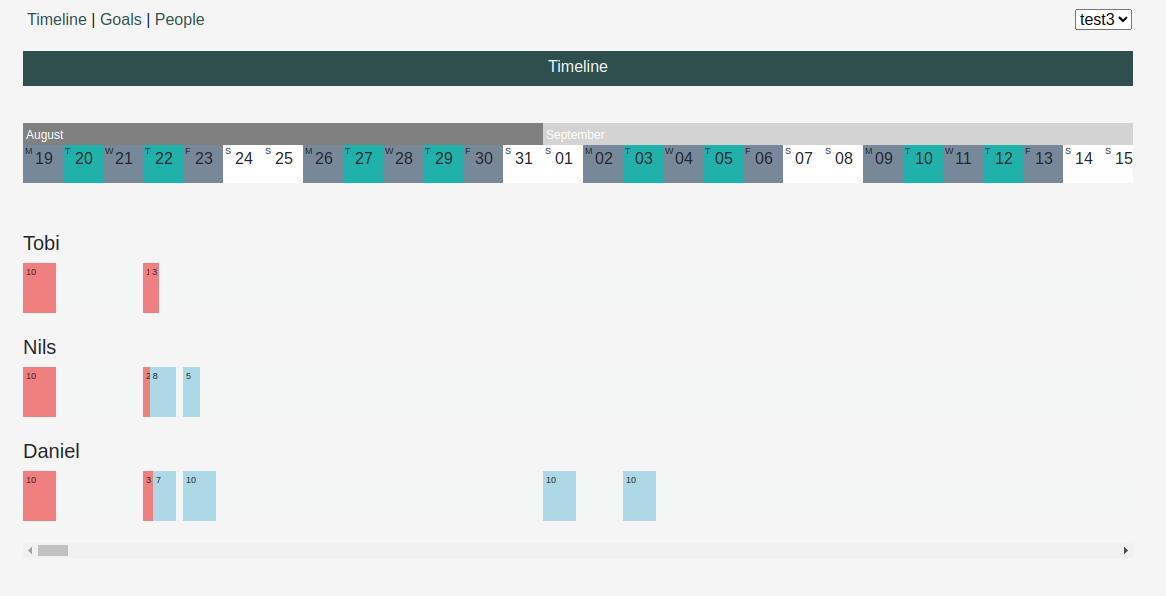 Timeline | Goals | People
test3
Timeline
August September
M 19 T 20 W 21 T 22 F 23 S 24 S 25 M 26 T 27 W 28 T 29 F 30 S 31 S 01 M 02 T 03 W 04 T 05 F 06 S 07 S 08 M 09 T 10 W 11 T 12 F 13 S 14 S 15
Tobi
10 3
Nils
10 2 8 5
Daniel
10 3 7 10 10 10